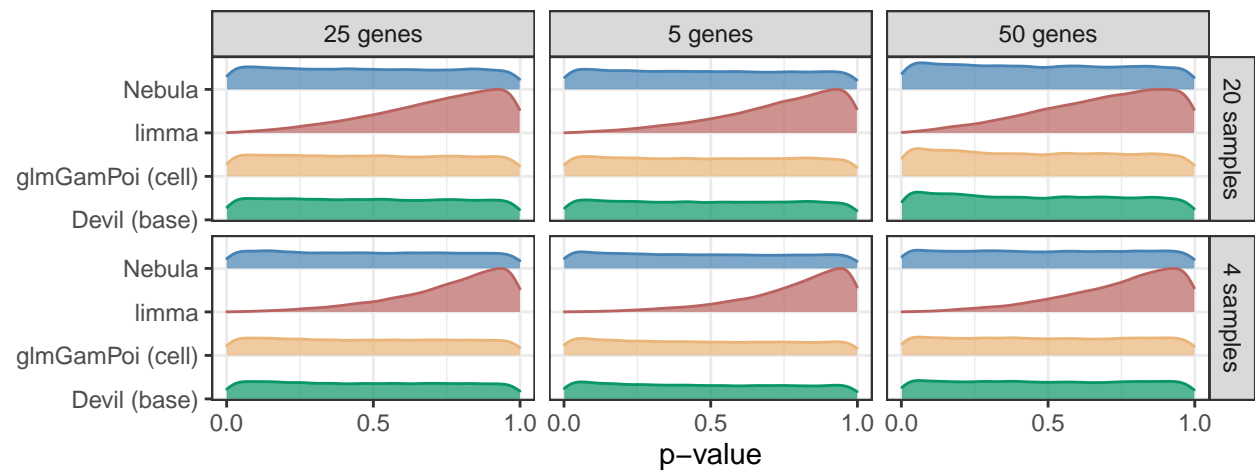 25 genes
5 genes
50 genes
Nebula
limma
glmGamPoi (cell)
Devil (base)
20 samples
Nebula
limma
glmGamPoi (cell)
Devil (base)
4 samples
0.0
0.5
1.0
0.0
0.5
1.0
0.0
0.5
1.0
p−value